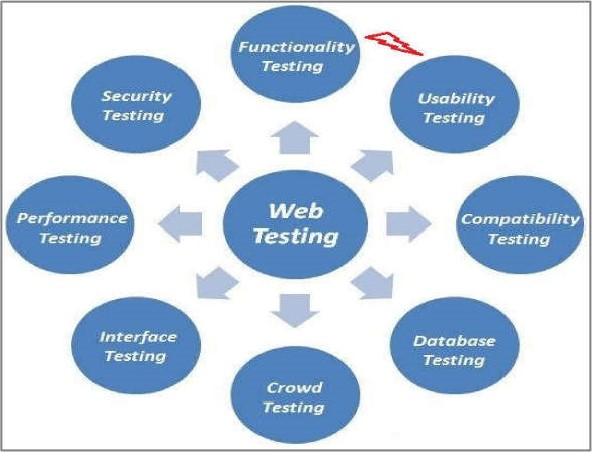 Functionality
Testing
Security
Testing
Usability
Testing
Performance
Testing
Web
Testing
Compatibility
Testing
Interface
Testing
Database
Testing
Crowd
Testing